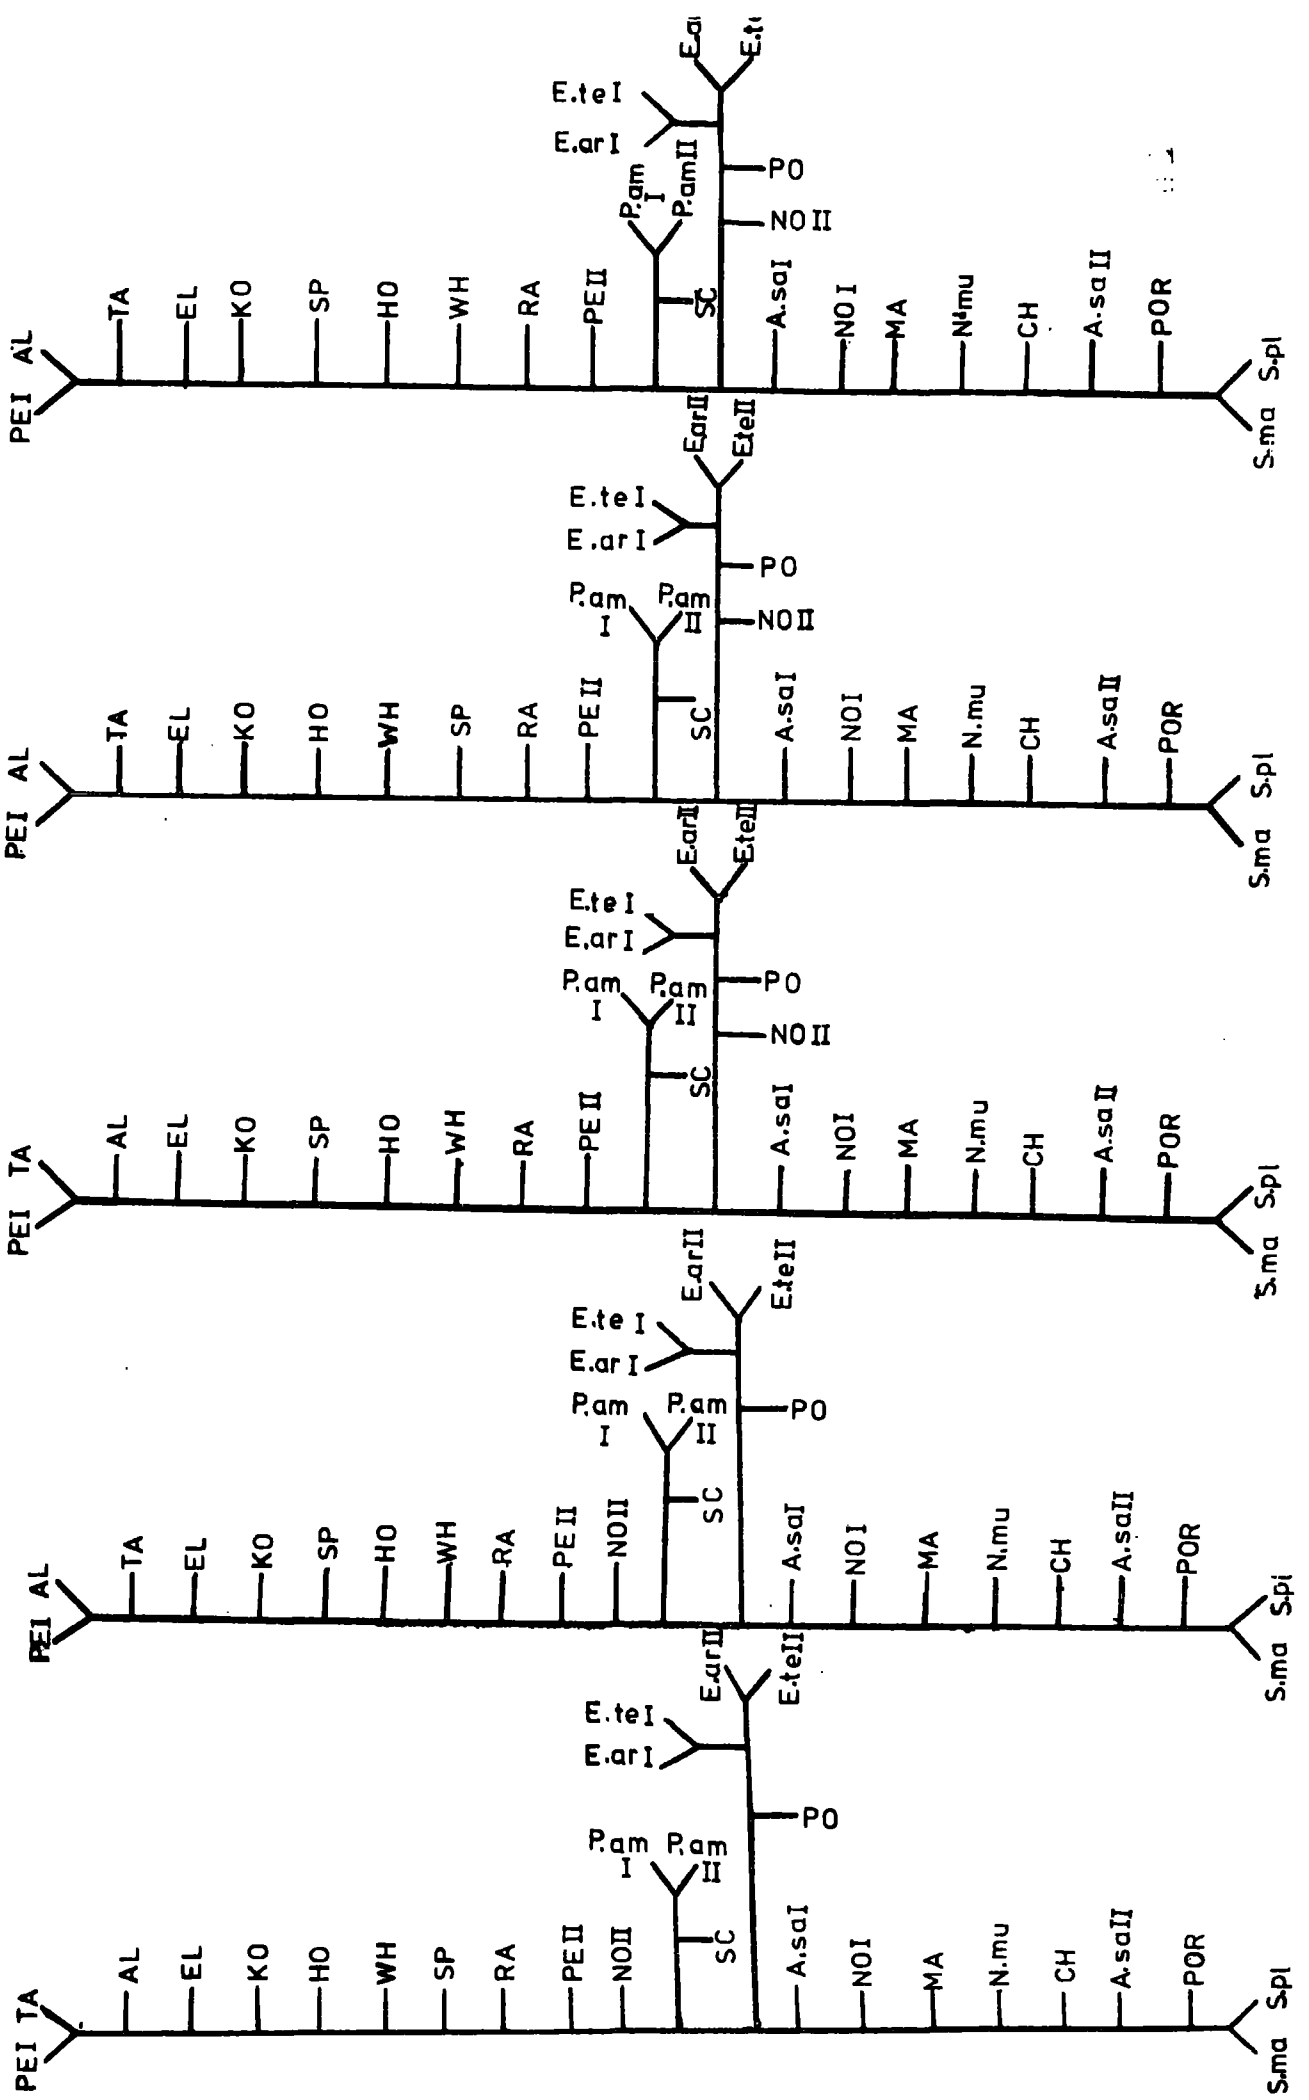 E.te I
E.ar I
P.am I
P.am II
PO
NO II
SC
PE I
AL
TA
EL
KO
SP
HO
WH
RA
PE II
A.sa I
NO I
MA
N.mu
CH
A.sa II
POR
S.ma
S.pl
E.ar II
E.te II
E.te I
E.ar I
P.am I
P.am II
PO
NO II
SC
PE I
AL
TA
EL
KO
HO
WH
SP
RA
PE II
A.sa I
NO I
MA
N.mu
CH
A.sa II
POR
S.ma
S.pl
E.ar II
E.te II
E.te I
E.ar I
P.am I
P.am II
PO
NO II
SC
PE I
TA
AL
EL
KO
SP
HO
WH
RA
PE II
A.sa I
NO I
MA
N.mu
CH
A.sa II
POR
S.ma
S.pl
E.ar II
E.te II
E.te I
E.ar I
P.am I
P.am II
PO
SC
PE I
AL
TA
EL
KO
SP
HO
WH
RA
PE II
NO II
A.sa I
NO I
MA
N.mu
CH
A.sa II
POR
S.ma
S.pl
E.ar II
E.te II
E.te I
E.ar I
P.am I
P.am II
PO
SC
PE I
TA
AL
EL
KO
HO
WH
SP
RA
PE II
NO II
A.sa I
NO I
MA
N.mu
CH
A.sa II
POR
S.ma
S.pl